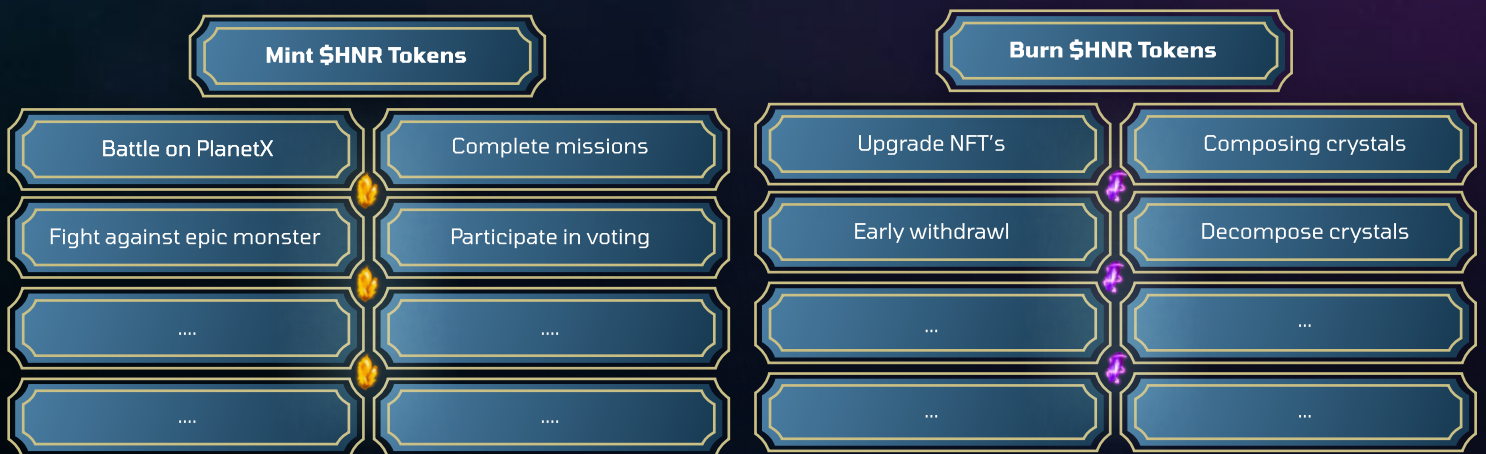 Mint $HNR Tokens
Battle on PlanetX
Complete missions
Fight against epic monster
Participate in voting
....
....
....
....
Burn $HNR Tokens
Upgrade NFT's
Composing crystals
Early withdrawl
Decompose crystals
...
...
...
...